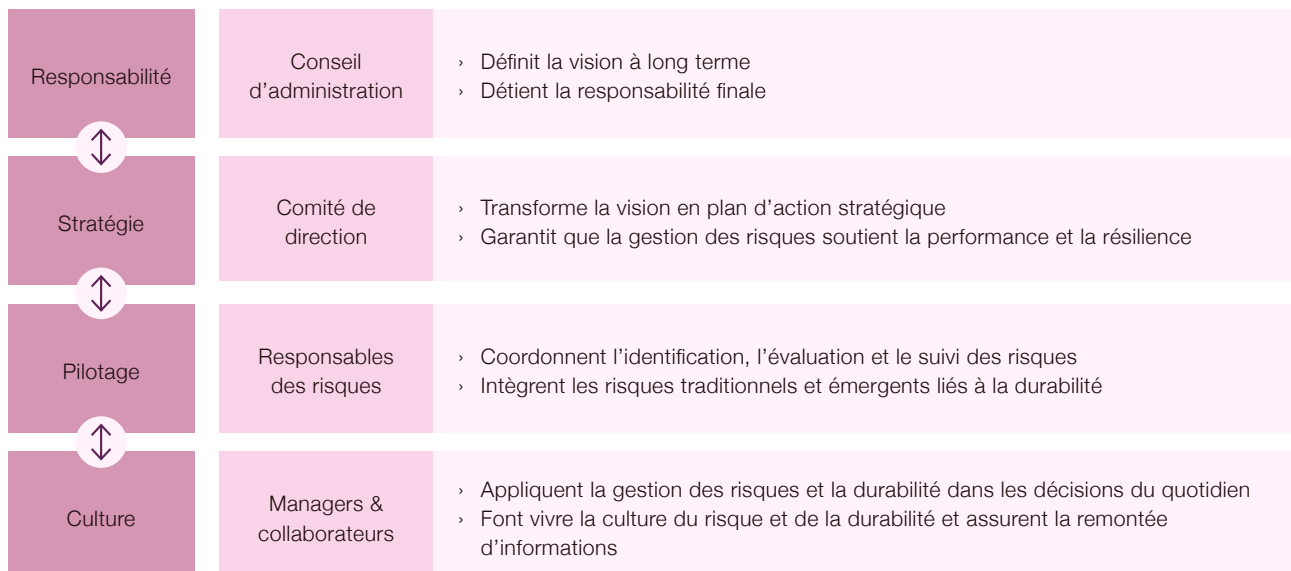 Responsabilité
Conseil
d’administration
› Définit la vision à long terme
› Détient la responsabilité finale
Stratégie
Comité de
direction
› Transforme la vision en plan d’action stratégique
› Garantit que la gestion des risques soutient la performance et la résilience
Pilotage
Responsables
des risques
› Coordonnent l’identification, l’évaluation et le suivi des risques
› Intègrent les risques traditionnels et émergents liés à la durabilité
Culture
Managers &
collaborateurs
› Appliquent la gestion des risques et la durabilité dans les décisions du quotidien
› Font vivre la culture du risque et de la durabilité et assurent la remontée
d’informations